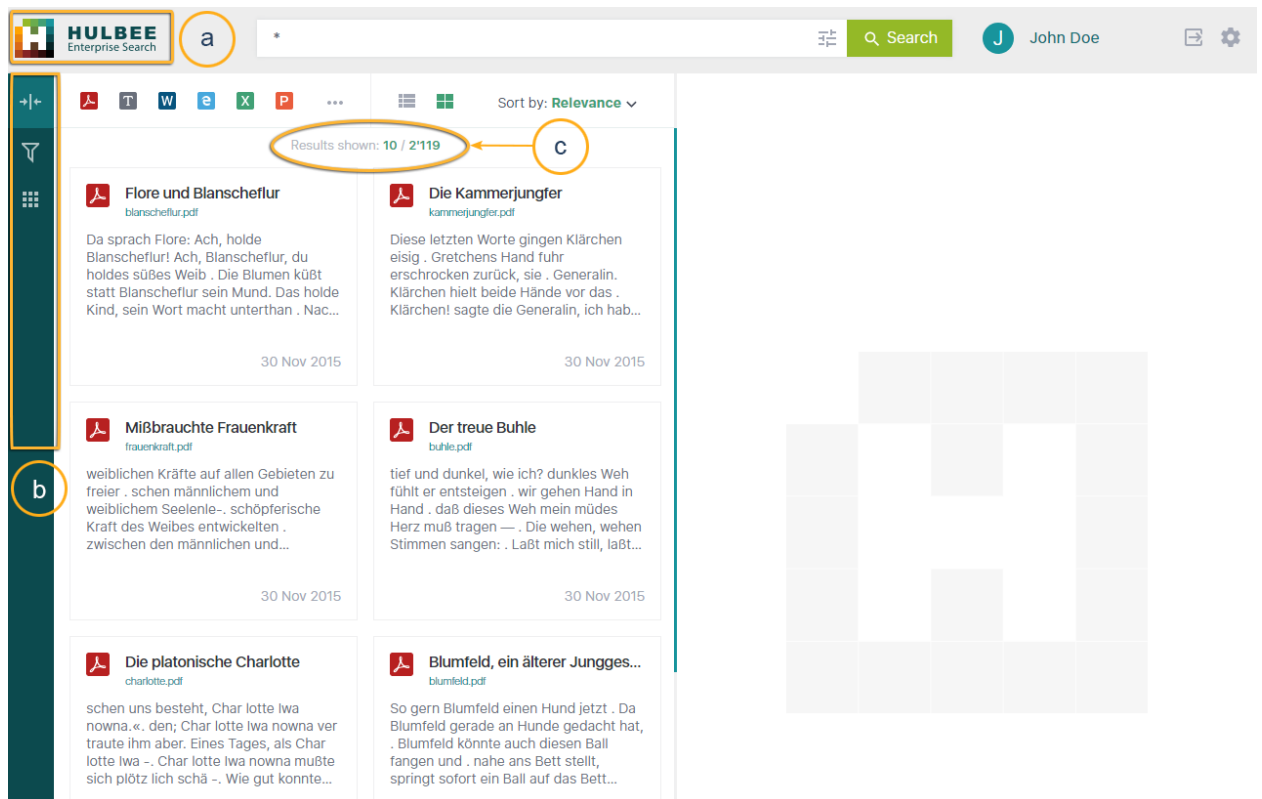 HULBEE
Enterprise Search
a
*
Search
J
John Doe
T
W
e
X
P
...
Sort by: Relevance
Results shown: 10 / 2'119
c
Flore und Blanscheflur
blanscheflur.pdf
Da sprach Flore: Ach, holde
Blanscheflur! Ach, Blanscheflur, du
holdes süßes Weib . Die Blumen küßt
statt Blanscheflur sein Mund. Das holde
Kind, sein Wort macht unterthan . Nac...
30 Nov 2015
Die Kammerjungfer
kammerjungfer.pdf
Diese letzten Worte gingen Klärchen
eisig . Gretchens Hand fuhr
erschrocken zurück, sie . Generalin.
Klärchen hielt beide Hände vor das .
Klärchen! sagte die Generalin, ich hab...
30 Nov 2015
Mißbrauchte Frauenkraft
frauenkraft.pdf
weiblichen Kräfte auf allen Gebieten zu
freier . schen männlichem und
weiblichem Seelenle-. schöpferische
Kraft des Weibes entwickelten .
zwischen den männlichen und...
30 Nov 2015
Der treue Buhle
buhle.pdf
tief und dunkel, wie ich? dunkles Weh
fühlt er entsteigen . wir gehen Hand in
Hand . daß dieses Weh mein müdes
Herz muß tragen — . Die wehen, wehen
Stimmen sangen: . Laßt mich still, laßt...
30 Nov 2015
b
Die platonische Charlotte
charlotte.pdf
schen uns besteht, Char lotte Iwa
nowna.«. den; Char lotte Iwa nowna ver
traute ihm aber. Eines Tages, als Char
lotte Iwa -. Char lotte Iwa nowna mußte
sich plötz lich schä -. Wie gut konnte...
Blumfeld, ein älterer Jungges...
blumfeld.pdf
So gern Blumfeld einen Hund jetzt . Da
Blumfeld gerade an Hunde gedacht hat,
. Blumfeld könnte auch diesen Ball
fangen und . nahe ans Bett stellt,
springt sofort ein Ball auf das Bett...